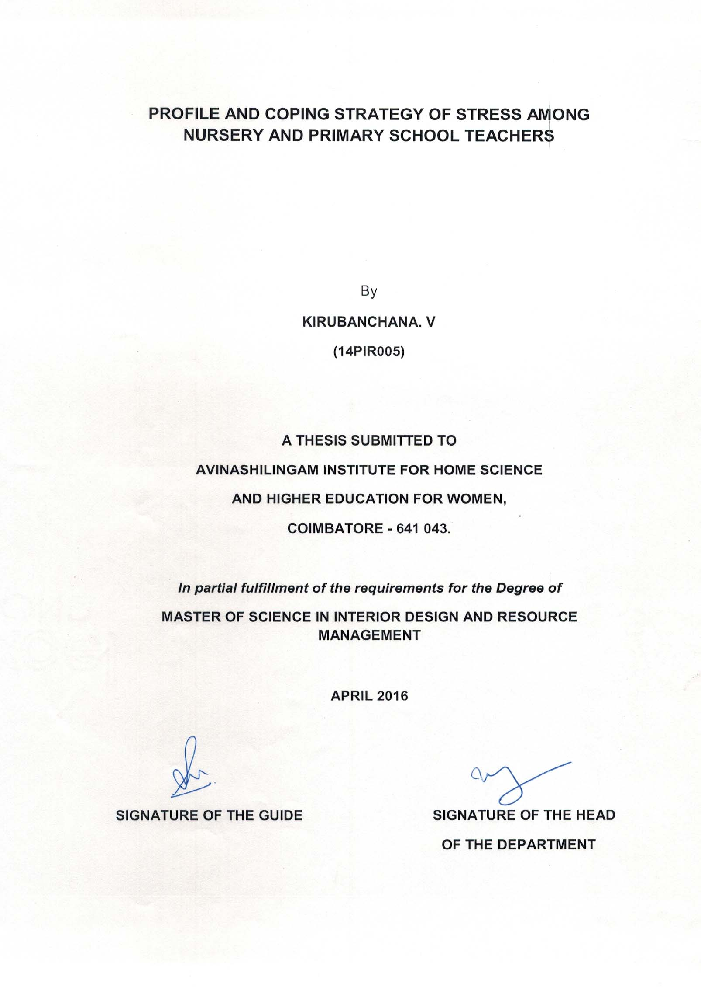 PROFILE AND COPING STRATEGY OF STRESS AMONG
NURSERY AND PRIMARY SCHOOL TEACHERS
By
KIRUBANCHANA. V
(14PIR005)
A THESIS SUBMITTED TO
AVINASHILINGAM INSTITUTE FOR HOME SCIENCE
AND HIGHER EDUCATION FOR WOMEN,
COIMBATORE - 641 043.
In partial fulfillment of the requirements for the Degree of
MASTER OF SCIENCE IN INTERIOR DESIGN AND RESOURCE
MANAGEMENT
APRIL 2016
SIGNATURE OF THE GUIDE
SIGNATURE OF THE HEAD
OF THE DEPARTMENT